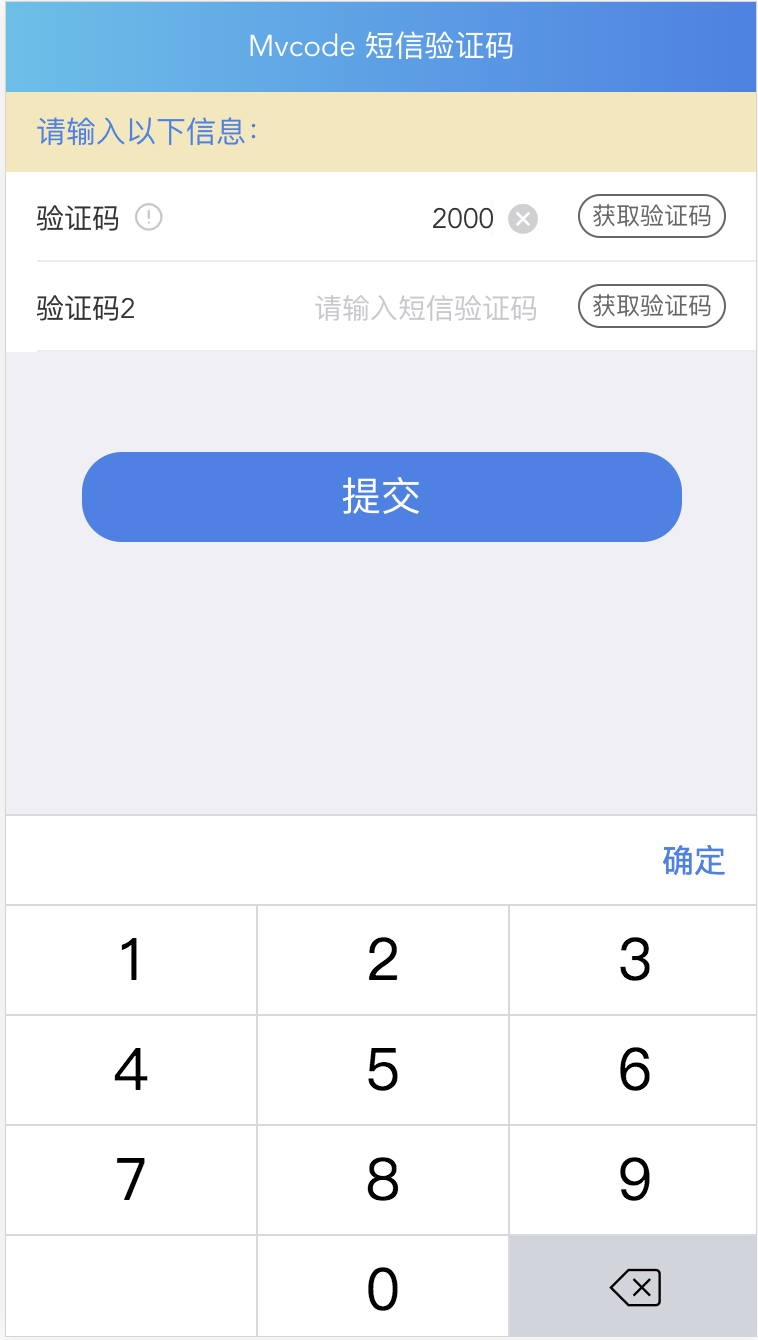 Mvcode 短信验证码
请输入以下信息：
验证码 2000 获取验证码
验证码2 请输入短信验证码 获取验证码
提交
确定
1 2 3
4 5 6
7 8 9
0